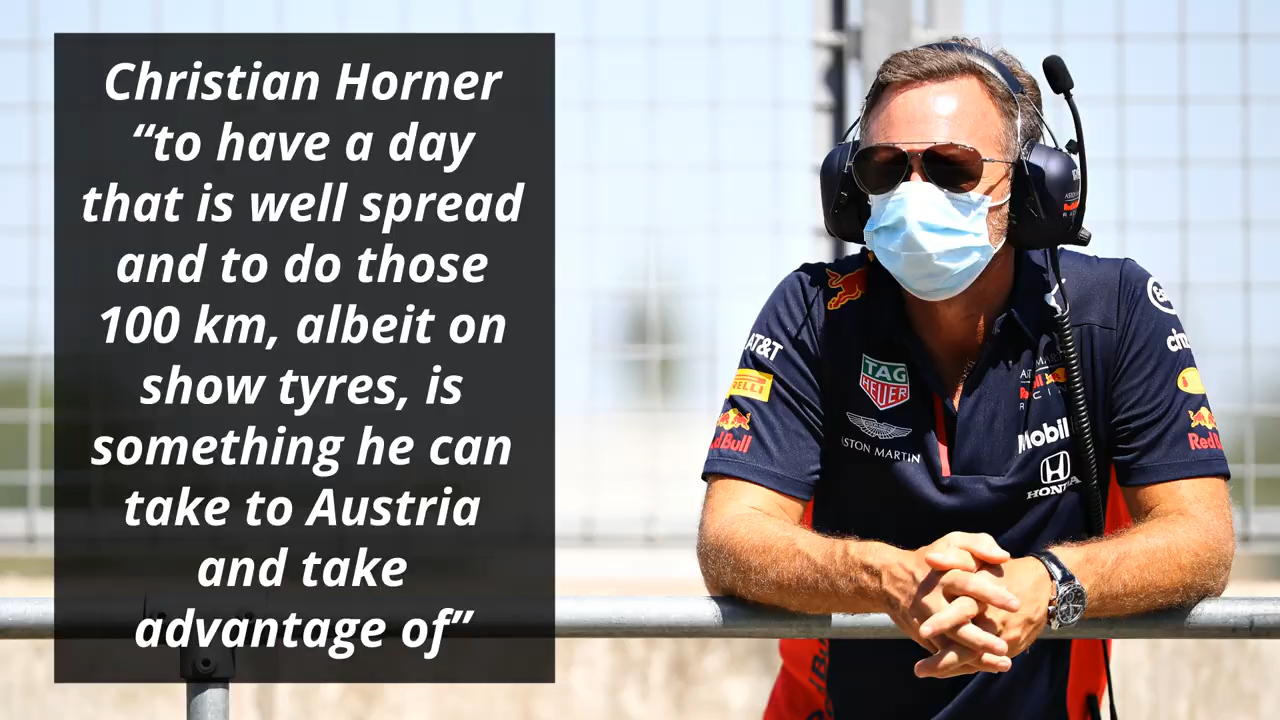 Christian Horner
“to have a day
that is well spread
and to do those
100 km, albeit on
show tyres, is
something he can
take to Austria
and take
advantage of”
AT&T
TAG
HEUER
ASTON MARTIN
Mobil
HONDA
Red Bull